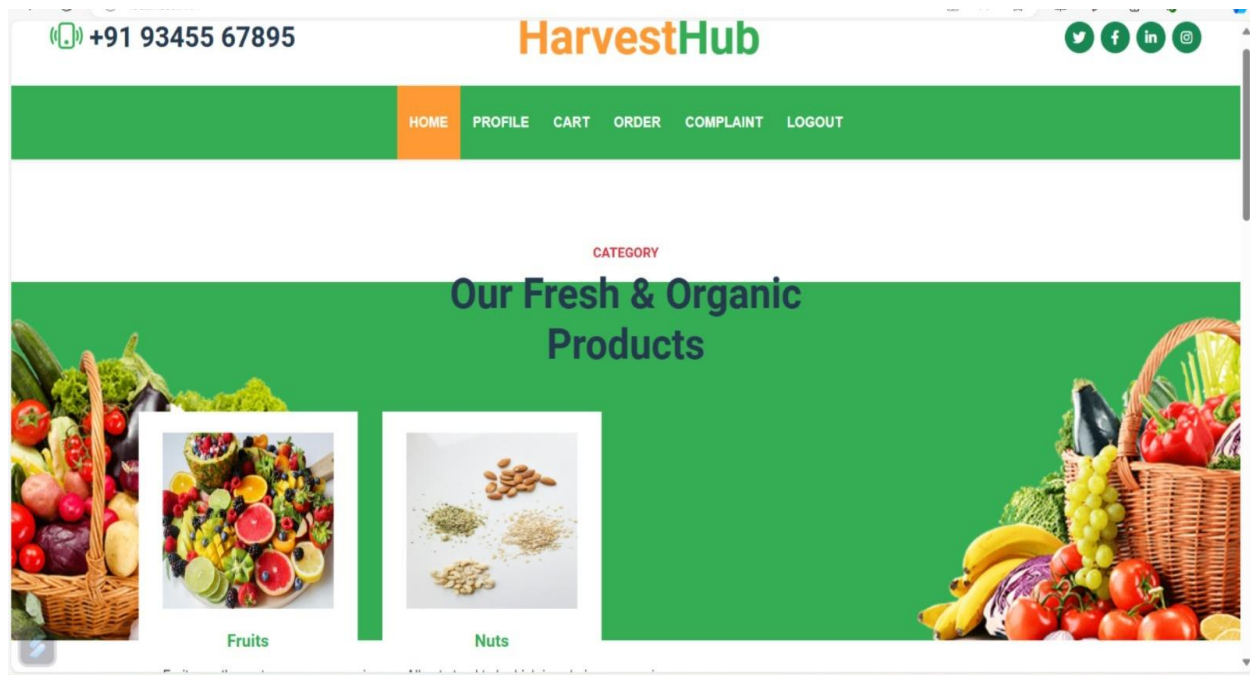 +91 93455 67895
HarvestHub
HOME PROFILE CART ORDER COMPLAINT LOGOUT
CATEGORY
Our Fresh & Organic
Products
Fruits
Nuts